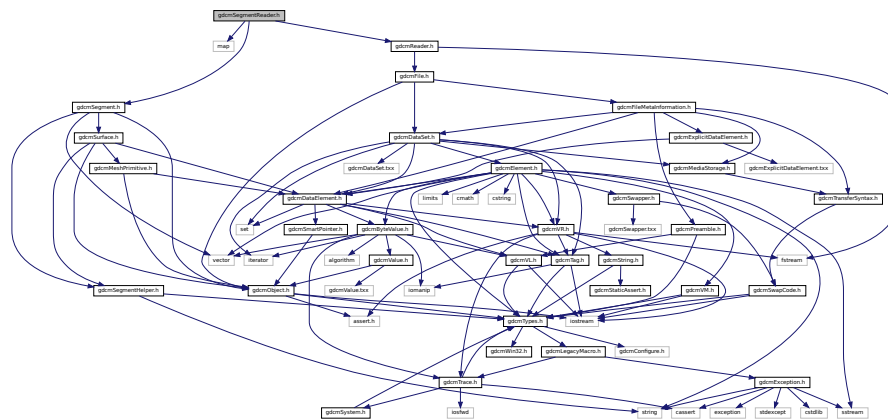 gdcmSegmentReader.h
map
gdcmReader.h
gdcmFile.h
gdcmSegment.h
gdcmFileMetaInformation.h
gdcmSurface.h
gdcmDataSet.h
gdcmExplicitDataElement.h
gdcmMeshPrimitive.h
gdcmDataSet.txx
gdcmElement.h
gdcmMediaStorage.h
gdcmExplicitDataElement.txx
gdcmDataElement.h
limits
cmath
cstring
gdcmSwapper.h
gdcmTransferSyntax.h
set
gdcmSmartPointer.h
gdcmByteValue.h
gdcmSwapper.txx
gdcmVR.h
gdcmPreamble.h
vector
iterator
algorithm
gdcmValue.h
gdcmVL.h
gdcmTag.h
gdcmString.h
fstream
gdcmSegmentHelper.h
gdcmObject.h
gdcmValue.txx
iomanip
gdcmStaticAssert.h
gdcmVM.h
gdcmSwapCode.h
assert.h
gdcmTypes.h
iostream
gdcmWin32.h
gdcmLegacyMacro.h
gdcmConfigure.h
gdcmTrace.h
gdcmException.h
gdcmSystem.h
iosfwd
string
cassert
exception
stdexcept
cstdlib
sstream